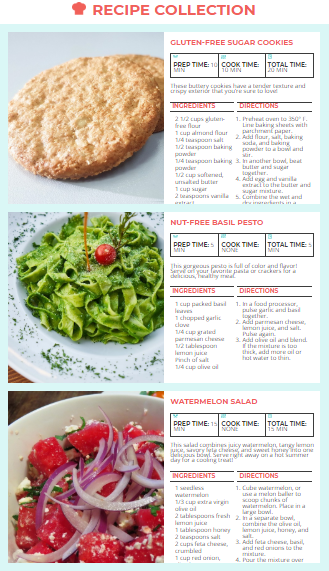 RECIPE COLLECTION
GLUTEN-FREE SUGAR COOKIES
PREP TIME: 10 MIN
COOK TIME: 10 MIN
TOTAL TIME: 20 MIN
These buttery cookies have a tender texture and
crispy exterior that you're sure to love!
INGREDIENTS
2 1/2 cups gluten-
free flour
1 cup almond flour
1/4 teaspoon salt
1/2 teaspoon baking
powder
1/4 teaspoon baking
powder
1/2 cup softened,
unsalted butter
1 cup sugar
2 teaspoons vanilla
extract
DIRECTIONS
1. Preheat oven to 350° F.
Line baking sheets with
parchment paper.
2. Add flour, salt, baking
soda, and baking
powder to a bowl and
stir.
3. In another bowl, beat
butter and sugar
together.
4. Add egg and vanilla
extract to the butter and
sugar mixture.
5. Combine the wet and
dry ingredients in a
NUT-FREE BASIL PESTO
PREP TIME: 5 MIN
COOK TIME: NONE
TOTAL TIME: 5 MIN
This gorgeous pesto is full of color and flavor!
Serve on your favorite pasta or crackers for a
delicious, healthy meal.
INGREDIENTS
1 cup packed basil
leaves
1 chopped garlic
clove
1/4 cup grated
parmesan cheese
1/2 tablespoon
lemon juice
Pinch of salt
1/4 cup olive oil
DIRECTIONS
1. In a food processor,
pulse garlic and basil
together.
2. Add parmesan cheese,
lemon juice, and salt.
Pulse again.
3. Add olive oil and blend.
If the mixture is too
thick, add more oil or
hot water to thin.
WATERMELON SALAD
PREP TIME: 15 MIN
COOK TIME: NONE
TOTAL TIME: 15 MIN
This salad combines juicy watermelon, tangy lemon
juice, savory feta cheese, and sweet honey into one
delicious bowl. Serve right away on a hot summer
day for a cooling treat!
INGREDIENTS
1 seedless
watermelon
1/3 cup extra virgin
olive oil
2 tablespoons fresh
lemon juice
1 tablespoon honey
2 teaspoons salt
2 cups feta cheese,
crumbled
1 cup red onion,
DIRECTIONS
1. Cube watermelon, or
use a melon baller to
scoop chunks of
watermelon. Place in a
large bowl.
2. In a separate bowl,
combine the olive oil,
lemon juice, honey, and
salt.
3. Add feta cheese, basil,
and red onions to the
mixture.
4. Pour the mixture over